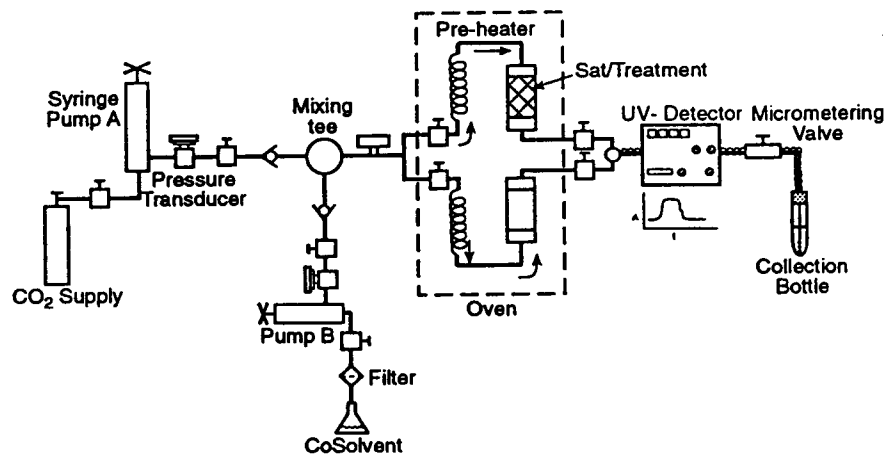 Pre-heater
Sat/Treatment
Syringe
Pump A
Mixing
tee
UV- Detector
Micrometering
Valve
Pressure
Transducer
CO₂ Supply
Collection
Bottle
Oven
Pump B
Filter
CoSolvent
A
t